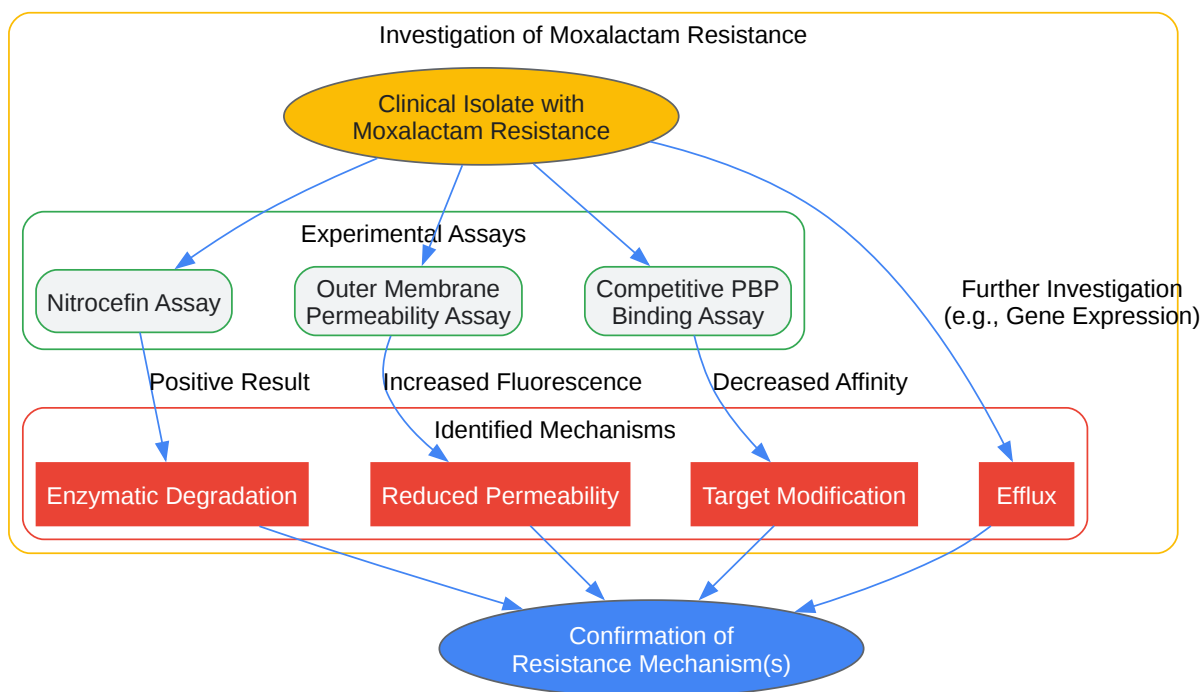 Investigation of Moxalactam Resistance
Clinical Isolate with
Moxalactam Resistance
Experimental Assays
Nitrocefin Assay
Outer Membrane
Permeability Assay
Competitive PBP
Binding Assay
Further Investigation
(e.g., Gene Expression)
Positive Result
Increased Fluorescence
Decreased Affinity
Identified Mechanisms
Enzymatic Degradation
Reduced Permeability
Target Modification
Efflux
Confirmation of
Resistance Mechanism(s)